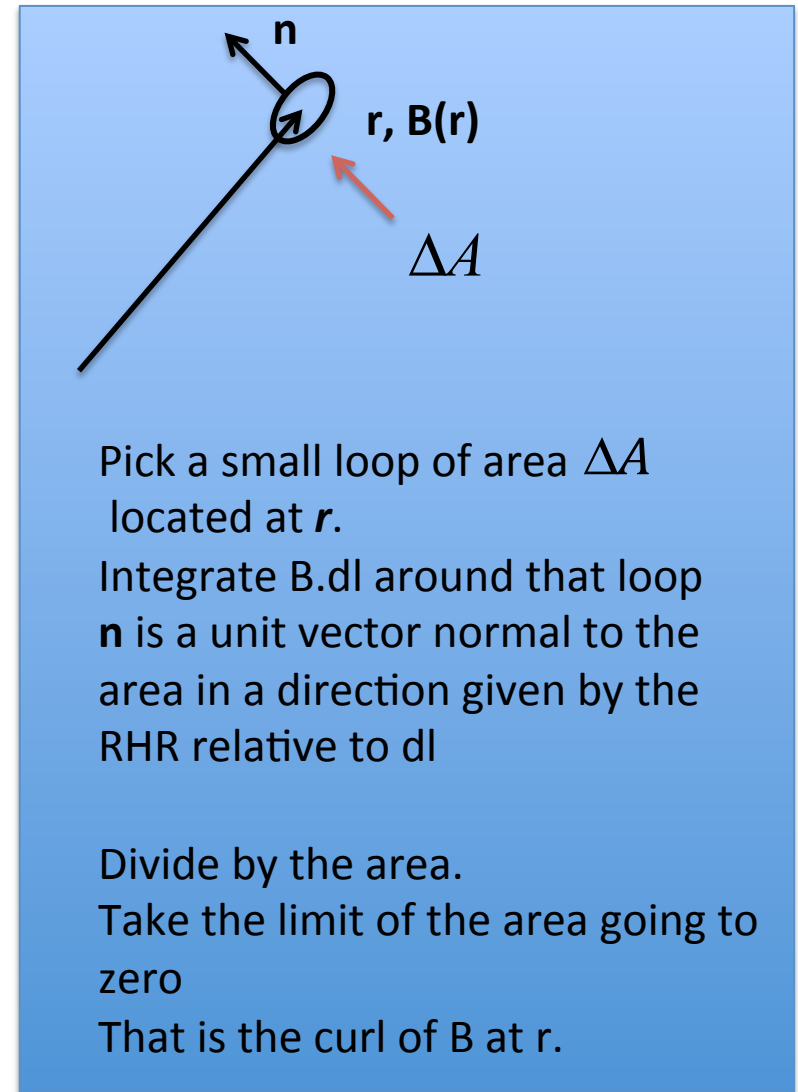 n
r, B(r)
ΔA
Pick a small loop of area ΔA
located at r.
Integrate B.dl around that loop
n is a unit vector normal to the
area in a direction given by the
RHR relative to dl
Divide by the area.
Take the limit of the area going to
zero
That is the curl of B at r.